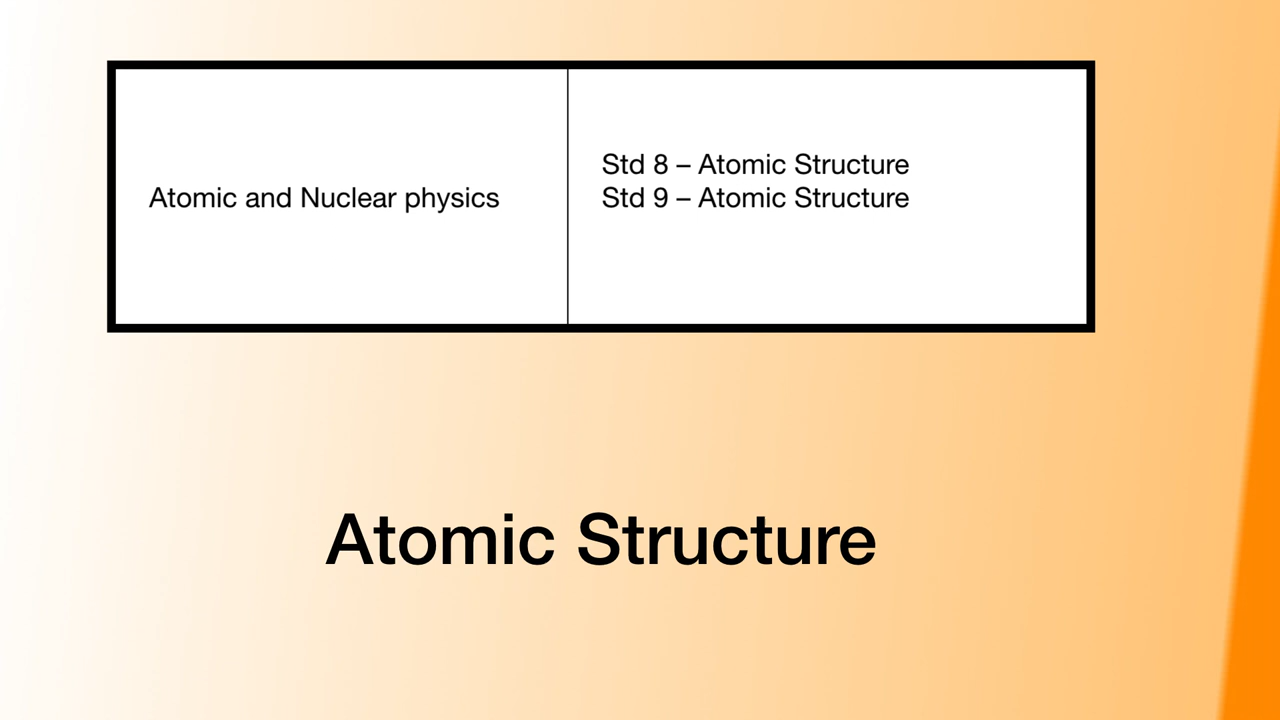 Atomic and Nuclear physics
Std 8 – Atomic Structure
Std 9 – Atomic Structure
Atomic Structure